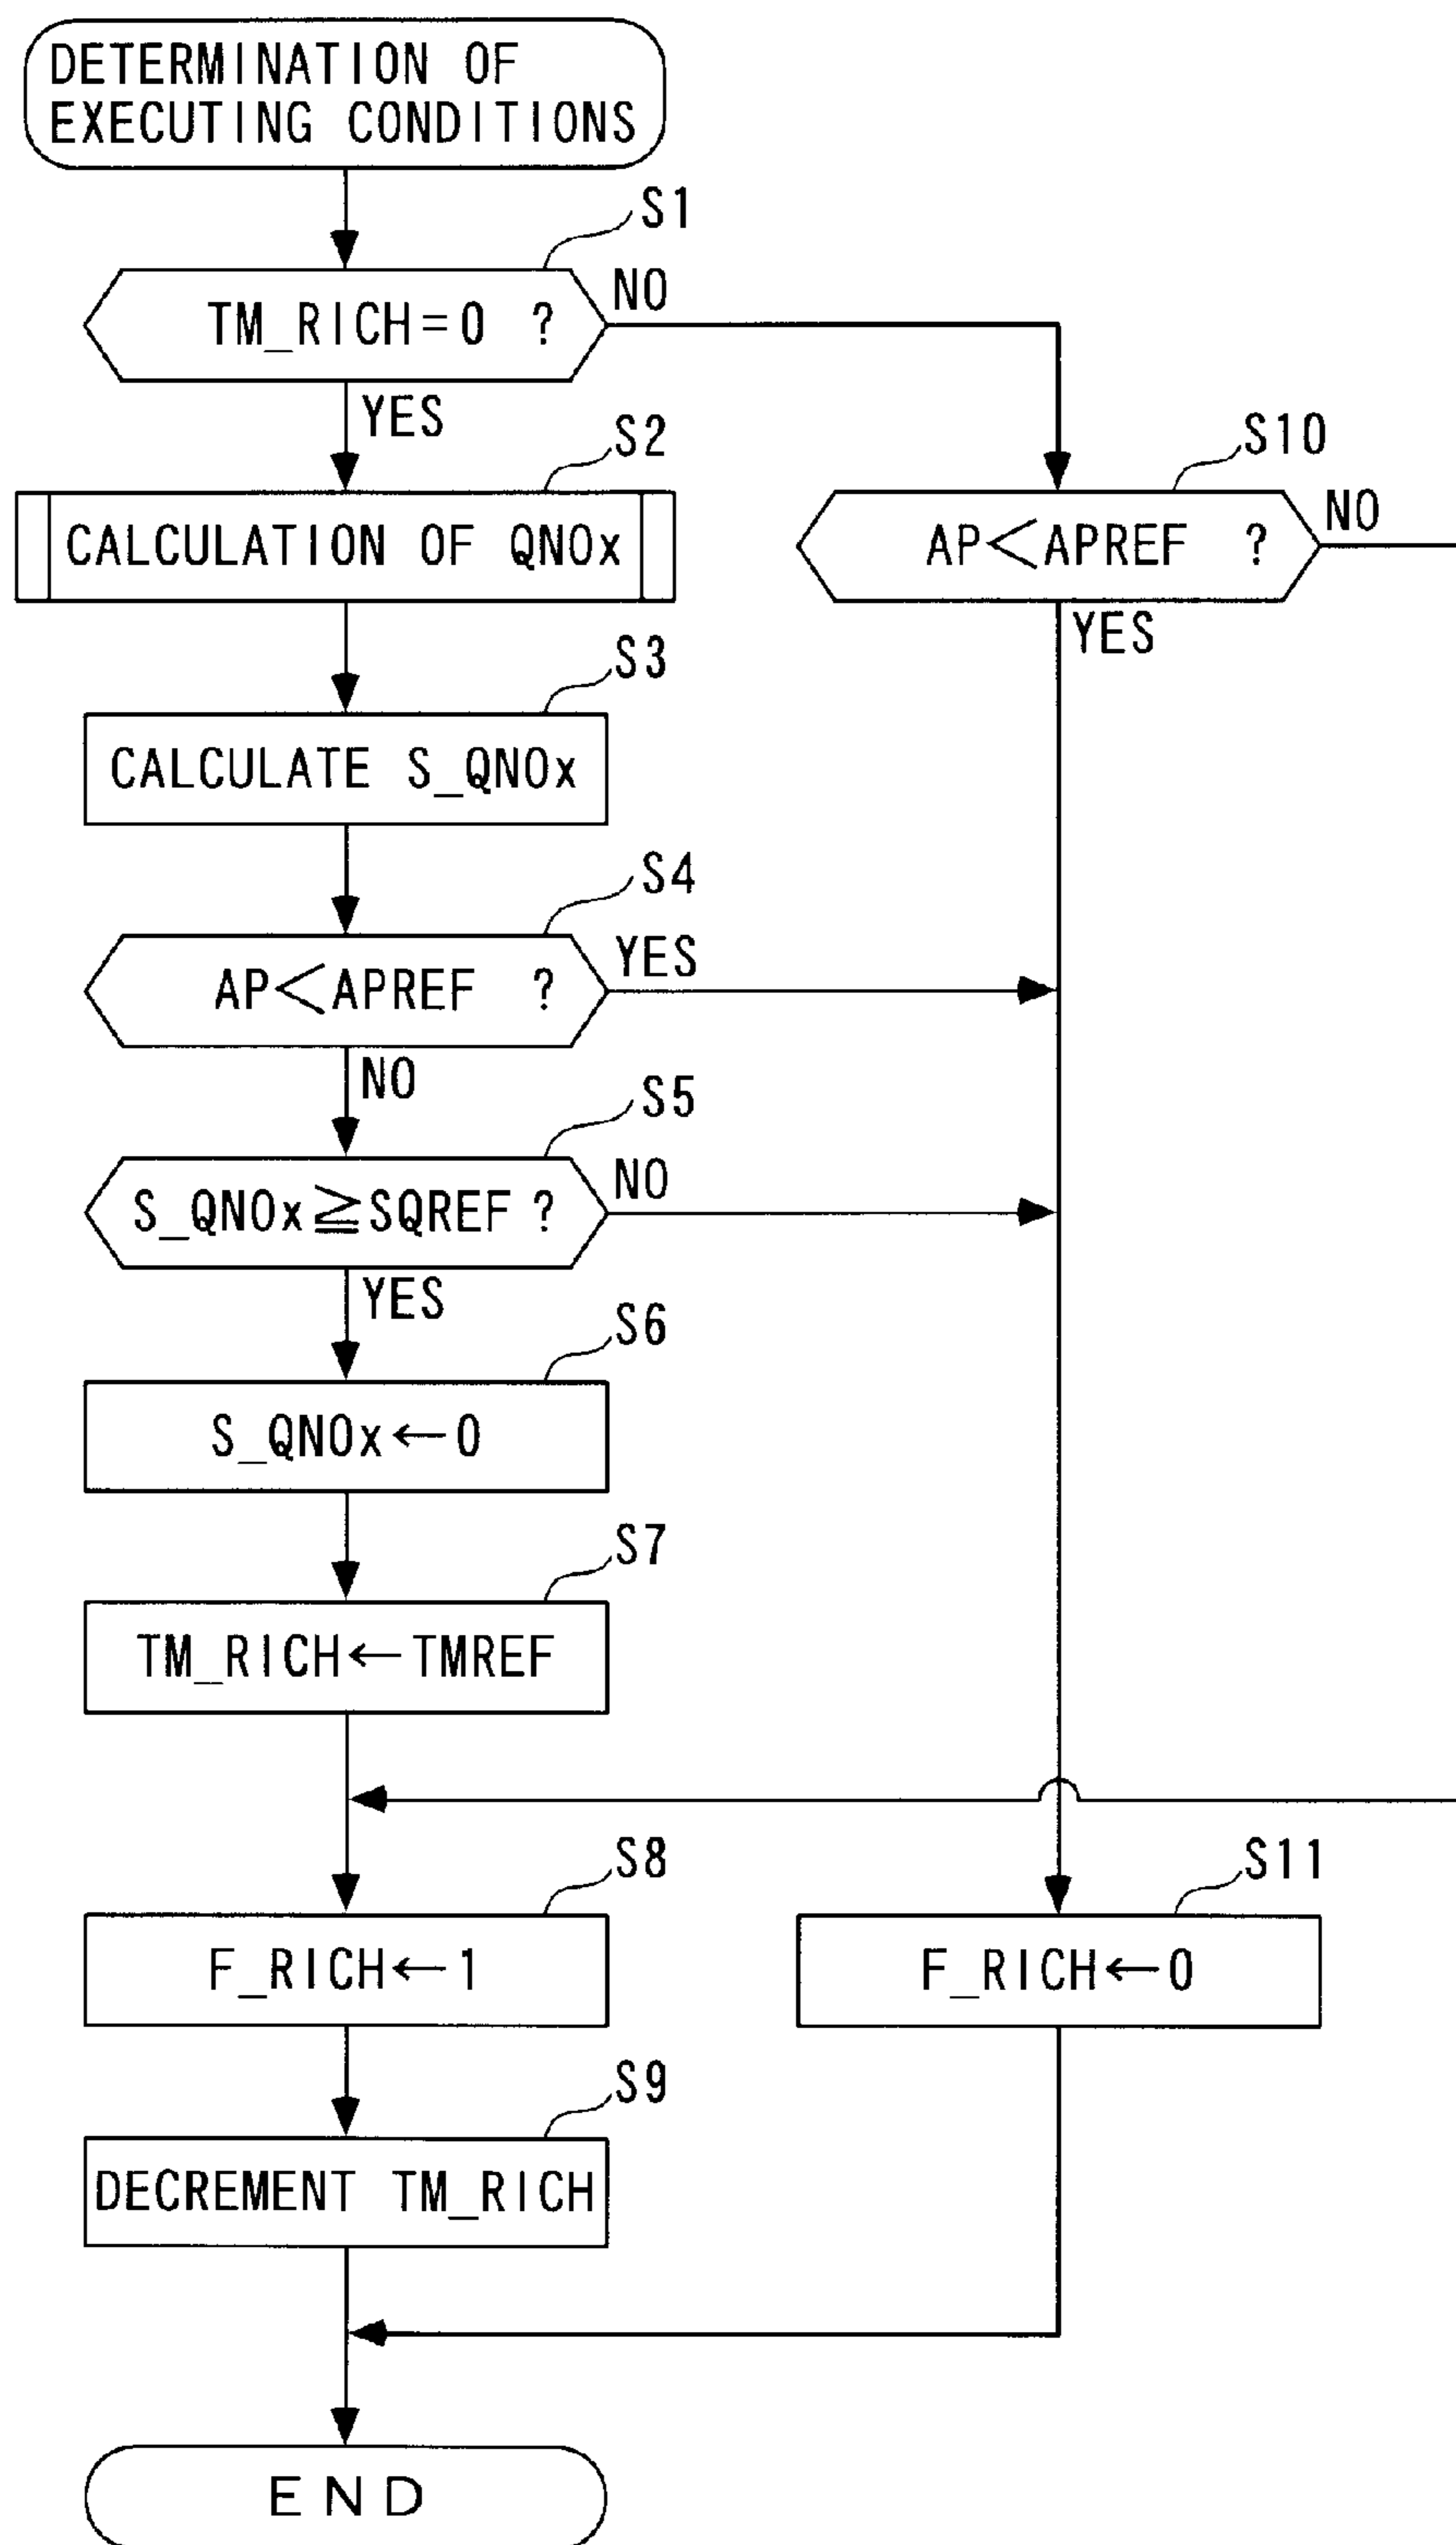 DETERMINATION OF
EXECUTING CONDITIONS
S1
TM_RICH=0 ?
NO
YES
S2
S10
CALCULATION OF QNOx
AP<APREF ?
NO
YES
S3
CALCULATE S_QNOx
S4
AP<APREF ?
YES
NO
S5
S_QNOx≧SQREF ?
NO
YES
S6
S_QNOx←0
S7
TM_RICH←TMREF
S8
S11
F_RICH←1
F_RICH←0
S9
DECREMENT TM_RICH
END